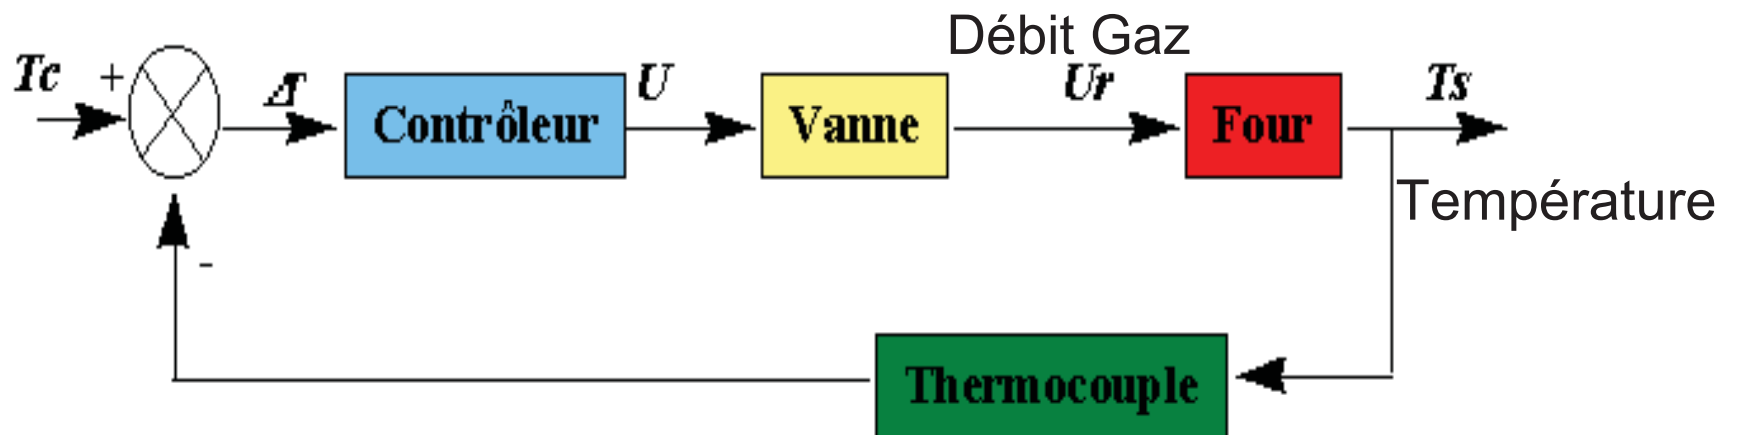 Débit Gaz
Tc + ΔT U Ur Ts
Contrôleur Vanne Four
Température
-
Thermocouple